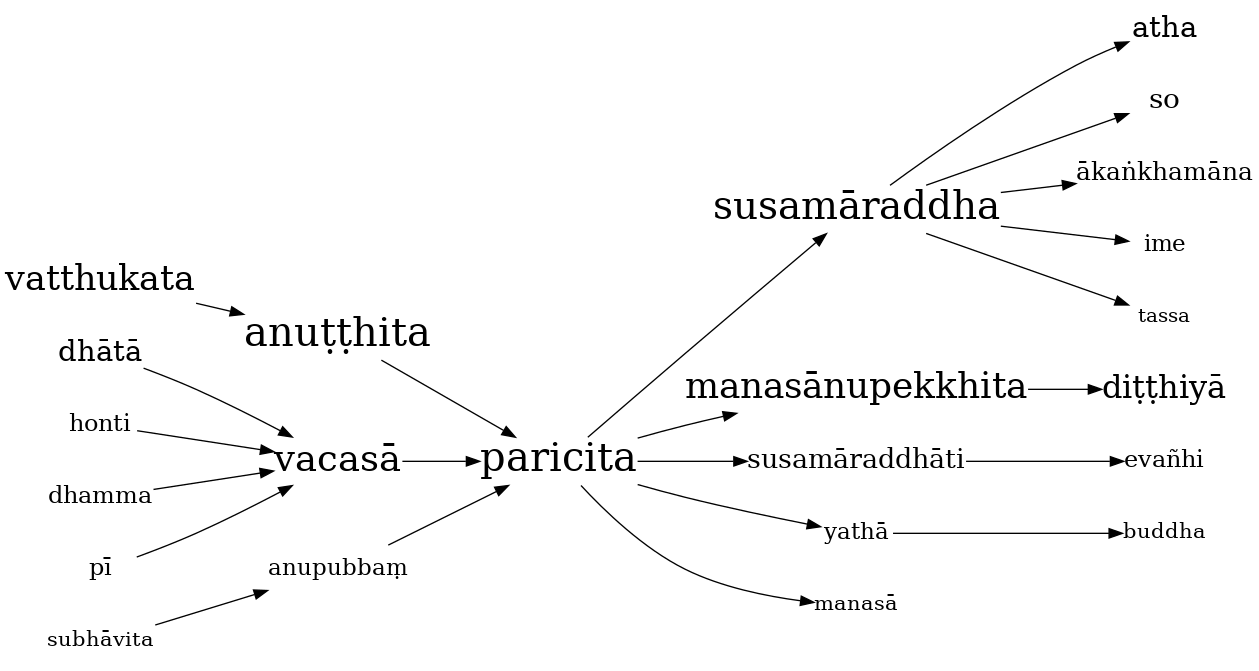 atha
so
ākaṅkhamāna
susamāraddha
ime
vatthukata
tassa
anuṭṭhita
dhātā
manasānupekkhita
diṭṭhiyā
honti
vacasā
paricita
susamāraddhāti
evañhi
dhamma
yathā
buddha
pī
anupubbaṃ
manasā
subhāvita